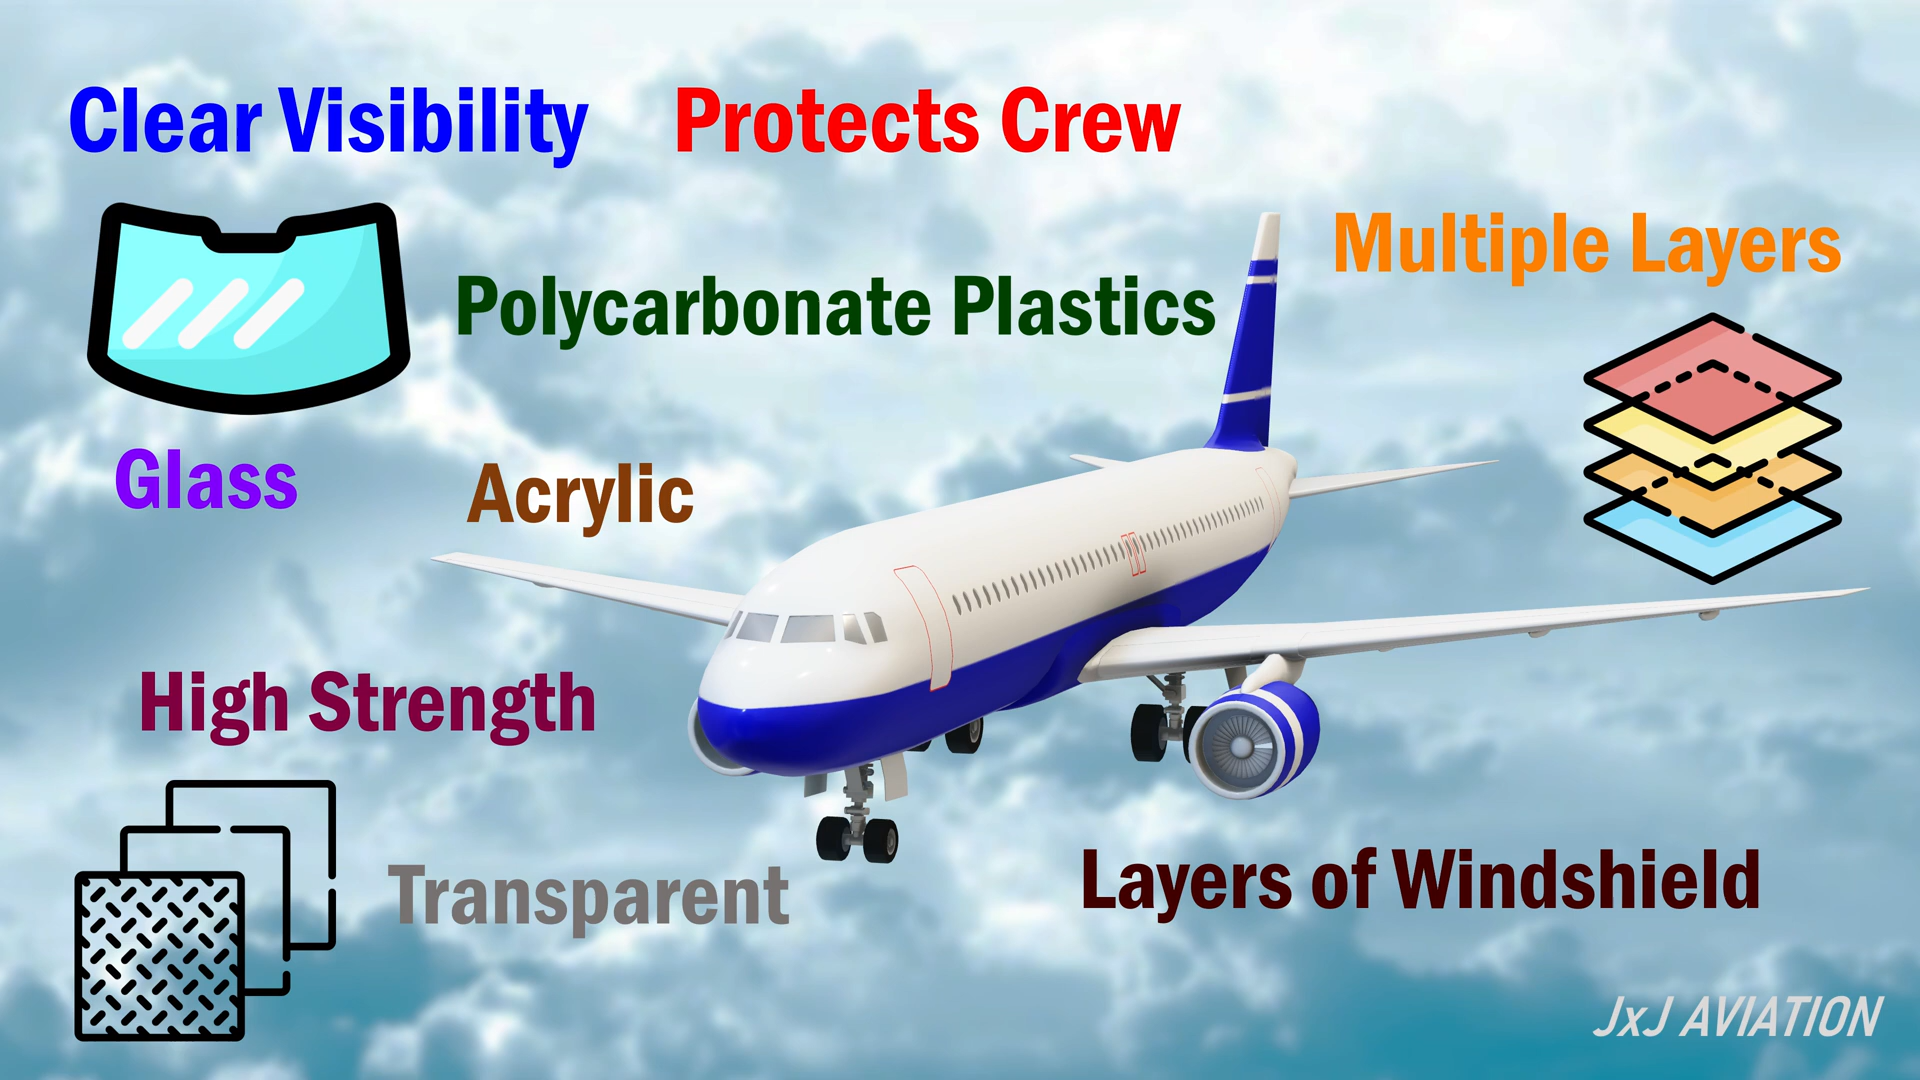 Clear Visibility
Protects Crew
Multiple Layers
Polycarbonate Plastics
Glass
Acrylic
High Strength
Transparent
Layers of Windshield
JxJ AVIATION